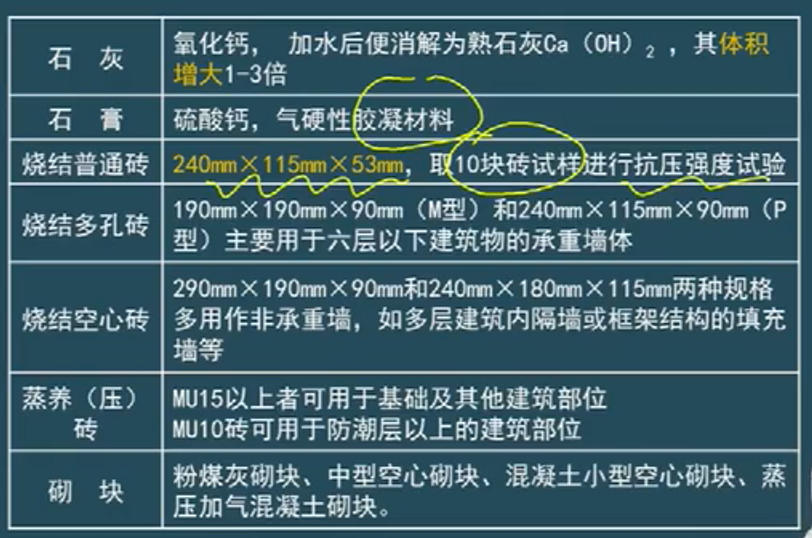 石 灰
氧化钙， 加水后便消解为熟石灰Ca（OH）2 ，其体积
增大1-3倍
石 膏
硫酸钙，气硬性胶凝材料
烧结普通砖
240mm×115mm×53mm，取10块砖试样进行抗压强度试验
烧结多孔砖
190mm×190mm×90mm（M型）和240mm×115mm×90mm（P
型）主要用于六层以下建筑物的承重墙体
烧结空心砖
290mm×190mm×90mm和240mm×180mm×115mm两种规格
多用作非承重墙，如多层建筑内隔墙或框架结构的填充
墙等
蒸养（压）
砖
MU15以上者可用于基础及其他建筑部位
MU10砖可用于防潮层以上的建筑部位
砌 块
粉煤灰砌块、中型空心砌块、混凝土小型空心砌块、蒸
压加气混凝土砌块。